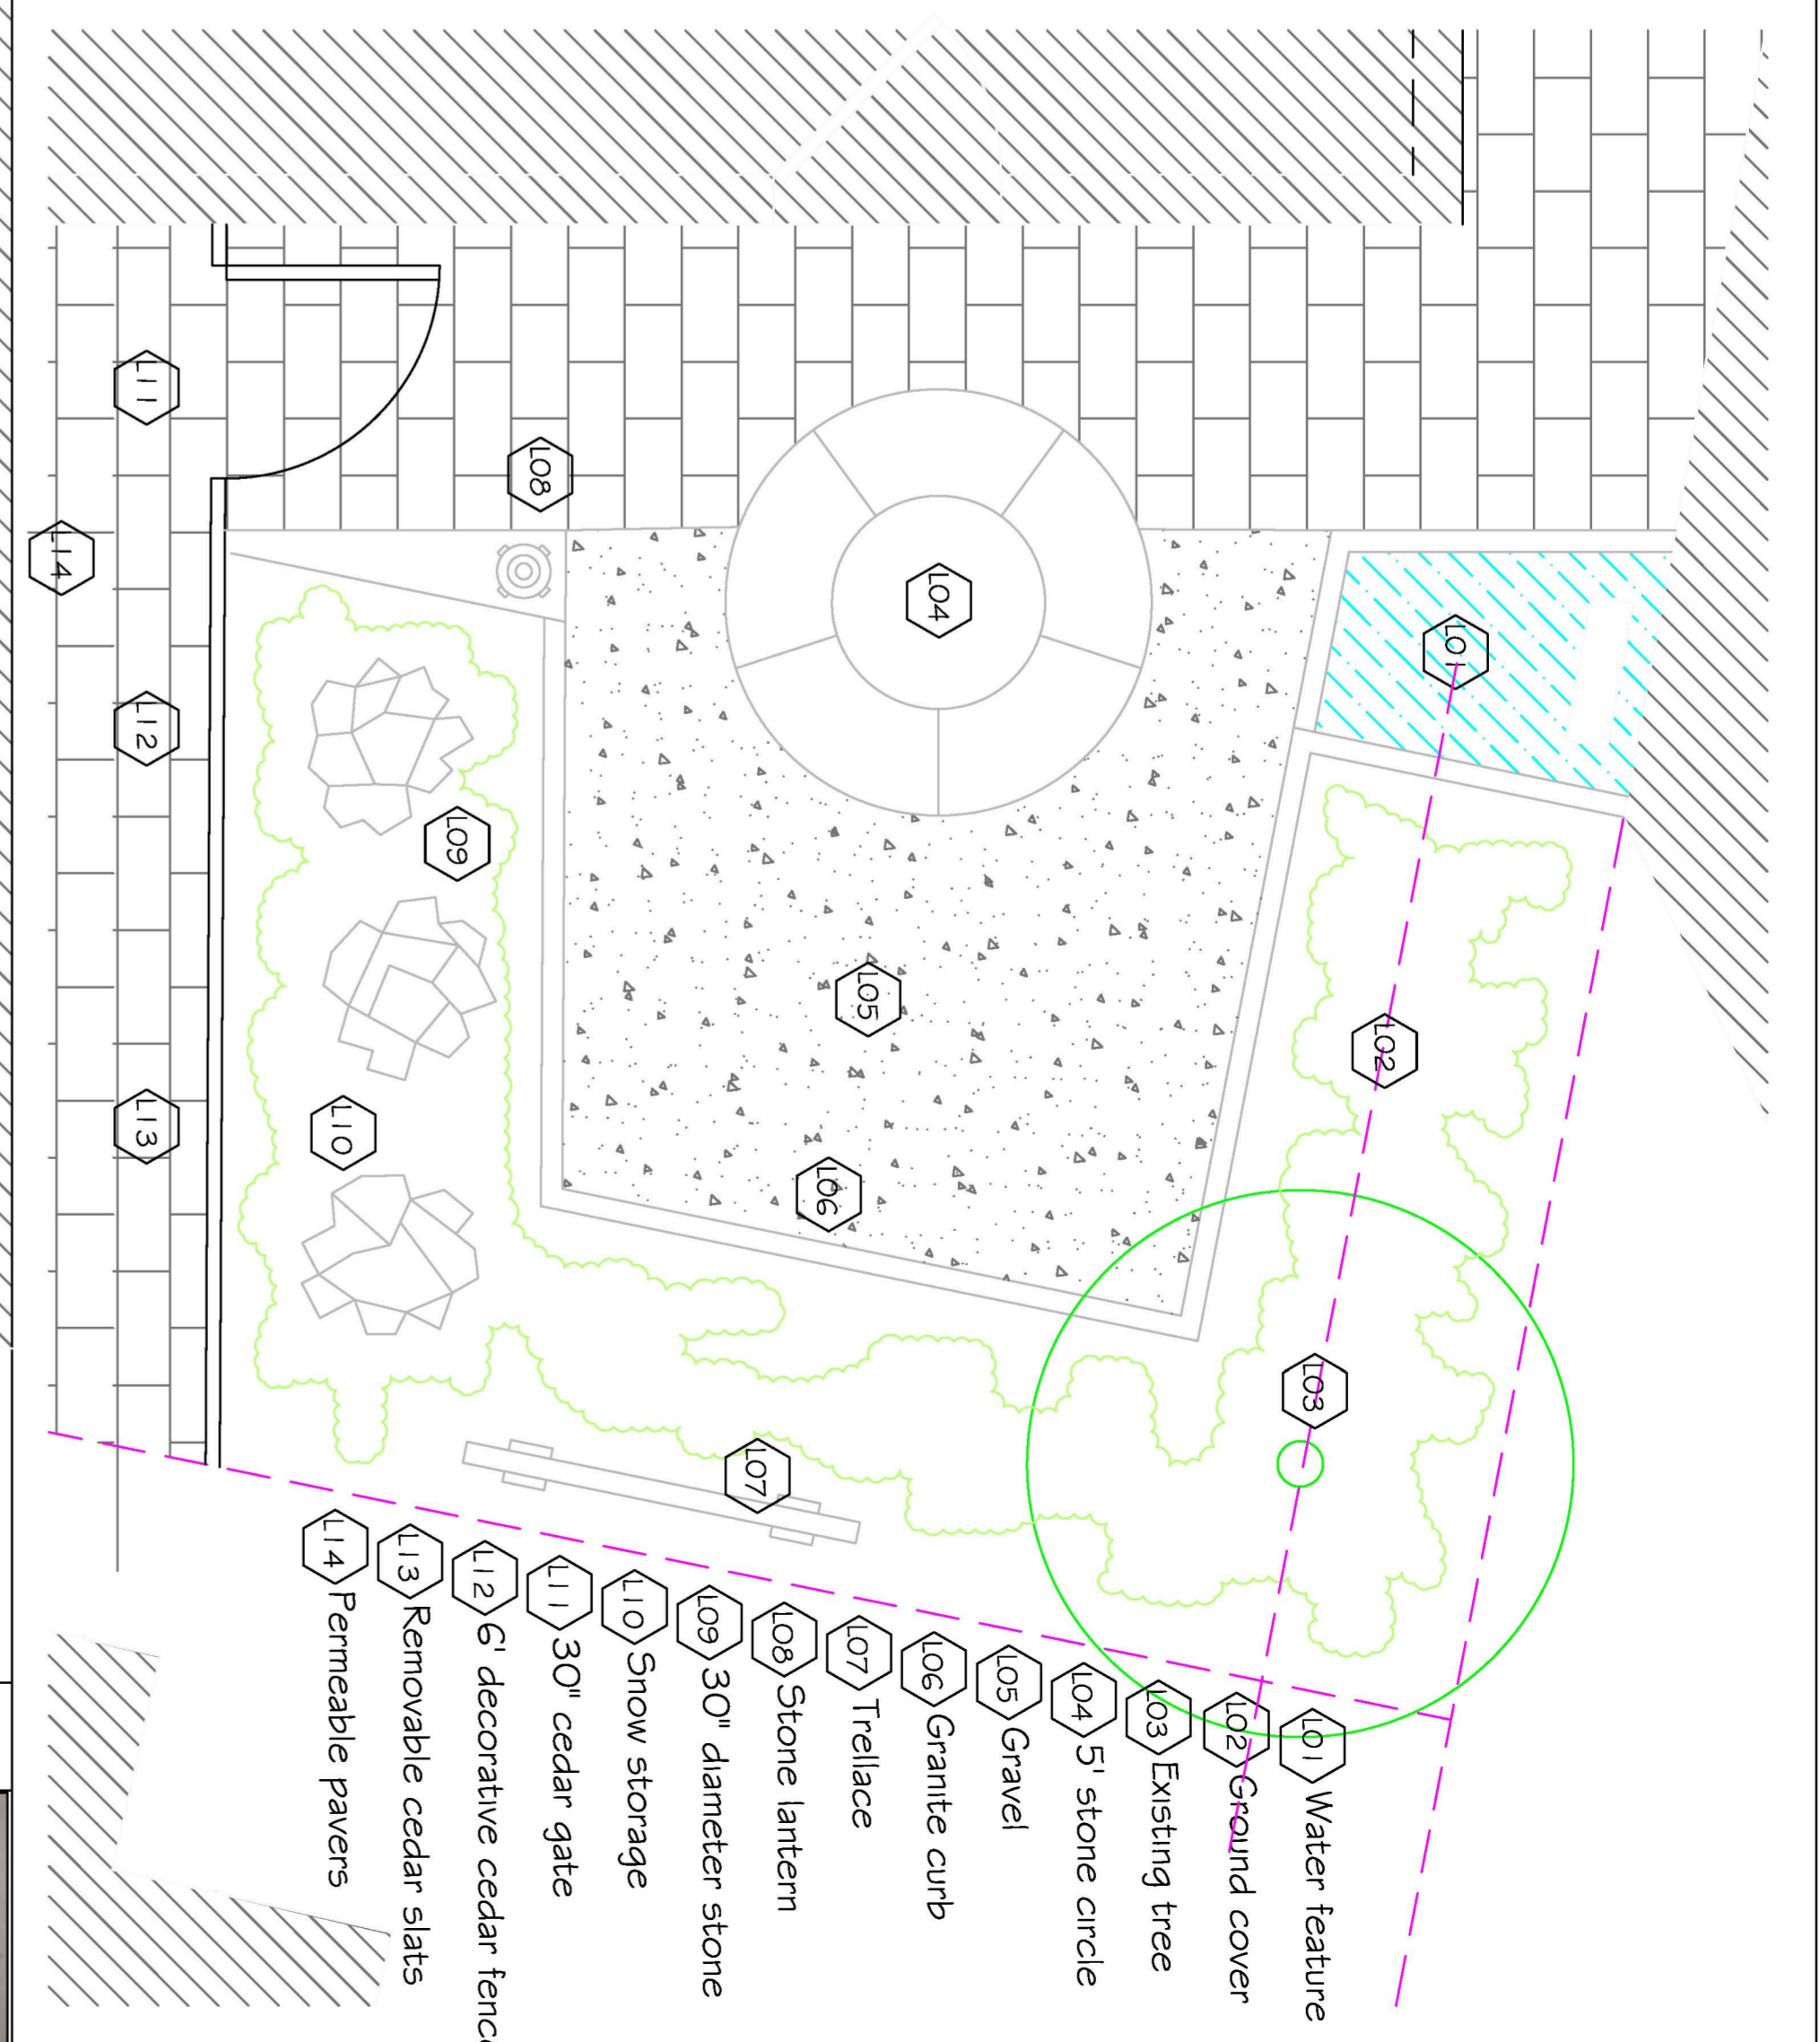 L01
L02
L03
L04
L05
L06
L07
L08
L09
L10
L11
L12
L13
L14
L01 Water feature
L02 Ground cover
L03 Existing tree
L04 5' stone circle
L05 Gravel
L06 Granite curb
L07 Trellace
L08 Stone lantern
L09 30" diameter stone
L10 Snow storage
L11 30" cedar gate
L12 6' decorative cedar fence
L13 Removable cedar slats
L14 Permeable pavers